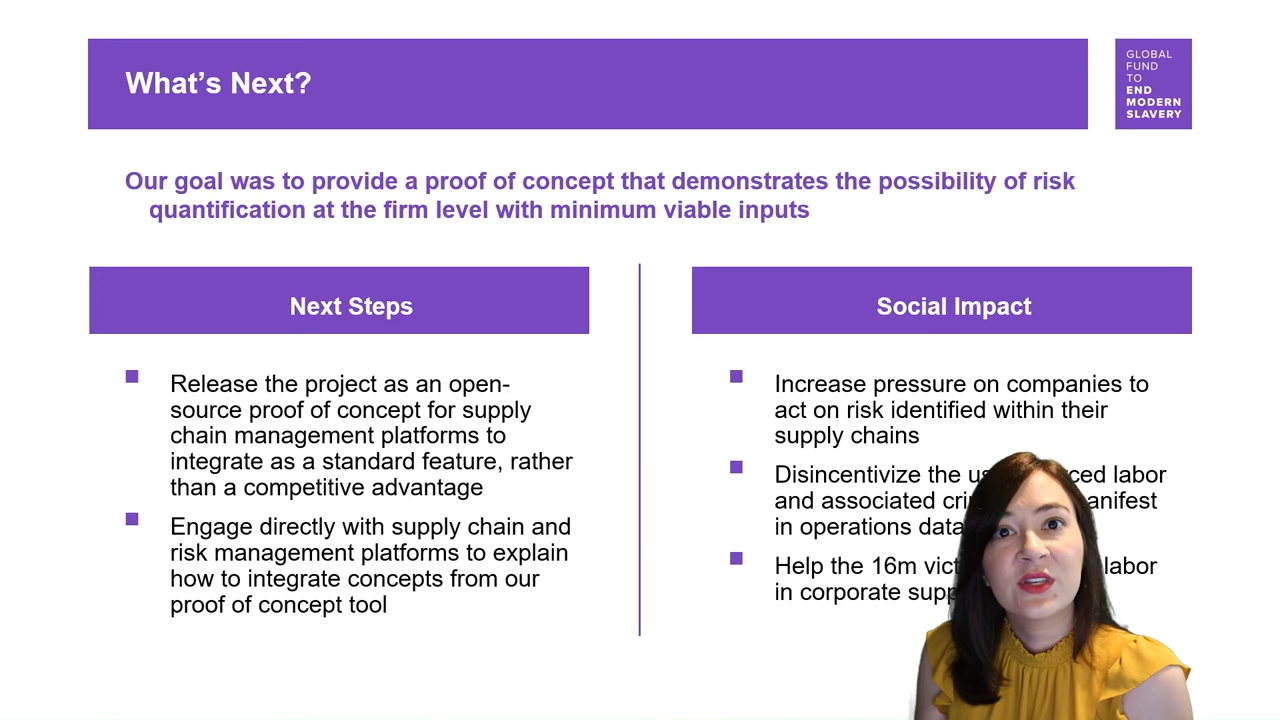 What's Next?
GLOBAL
FUND
TO
END
MODERN
SLAVERY
Our goal was to provide a proof of concept that demonstrates the possibility of risk
quantification at the firm level with minimum viable inputs
Next Steps
Release the project as an open-
source proof of concept for supply
chain management platforms to
integrate as a standard feature, rather
than a competitive advantage
Engage directly with supply chain and
risk management platforms to explain
how to integrate concepts from our
proof of concept tool
Social Impact
Increase pressure on companies to
act on risk identified within their
supply chains
Disincentivize the labor
and associated
in operations data
Help the 16m labor
in corporate